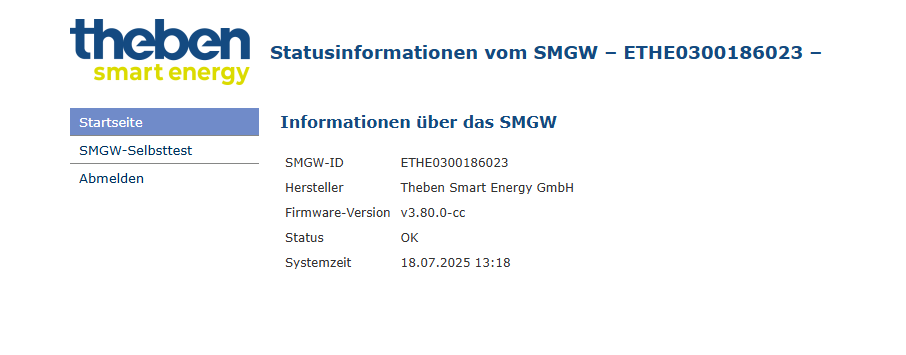 theben
smart energy
Statusinformationen vom SMGW – ETHE0300186023 –
Startseite
SMGW-Selbsttest
Abmelden
Informationen über das SMGW
SMGW-ID ETHE0300186023
Hersteller Theben Smart Energy GmbH
Firmware-Version v3.80.0-cc
Status OK
Systemzeit 18.07.2025 13:18